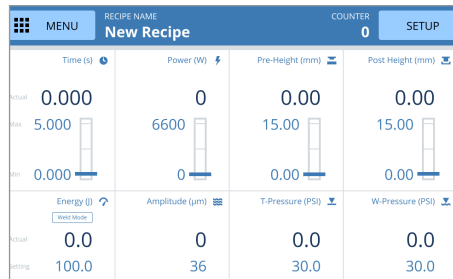 MENU
RECIPE NAME
New Recipe
COUNTER
0
SETUP
Time (s) Power (W) Pre-Height (mm) Post Height (mm)
Actual 0.000 0 0.00 0.00
Max 5.000 6600 15.00 15.00
Min 0.000 0 0.00 0.00
Energy (J) Amplitude (µm) T-Pressure (PSI) W-Pressure (PSI)
Weld Mode
Actual 0.0 0 0.0 0.0
Setting 100.0 36 30.0 30.0